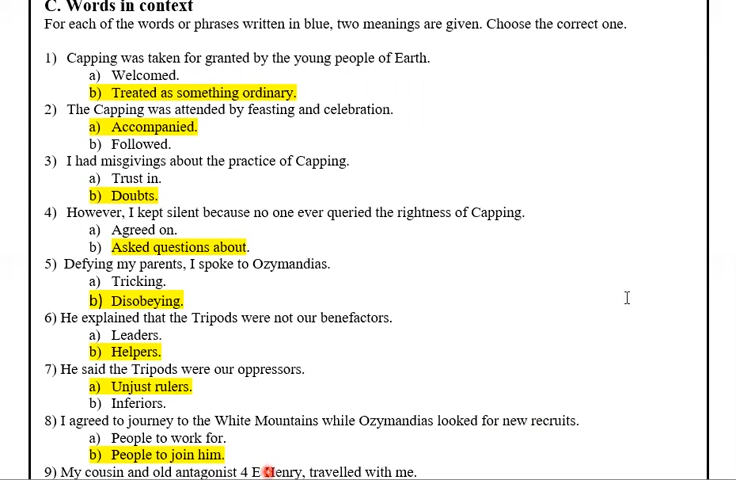 C. Words in context
For each of the words or phrases written in blue, two meanings are given. Choose the correct one.
1) Capping was taken for granted by the young people of Earth.
a) Welcomed.
b) Treated as something ordinary.
2) The Capping was attended by feasting and celebration.
a) Accompanied.
b) Followed.
3) I had misgivings about the practice of Capping.
a) Trust in.
b) Doubts.
4) However, I kept silent because no one ever queried the rightness of Capping.
a) Agreed on.
b) Asked questions about.
5) Defying my parents, I spoke to Ozymandias.
a) Tricking.
b) Disobeying.
6) He explained that the Tripods were not our benefactors.
a) Leaders.
b) Helpers.
7) He said the Tripods were our oppressors.
a) Unjust rulers.
b) Inferiors.
8) I agreed to journey to the White Mountains while Ozymandias looked for new recruits.
a) People to work for.
b) People to join him.
9) My cousin and old antagonist 4 E Henry, travelled with me.